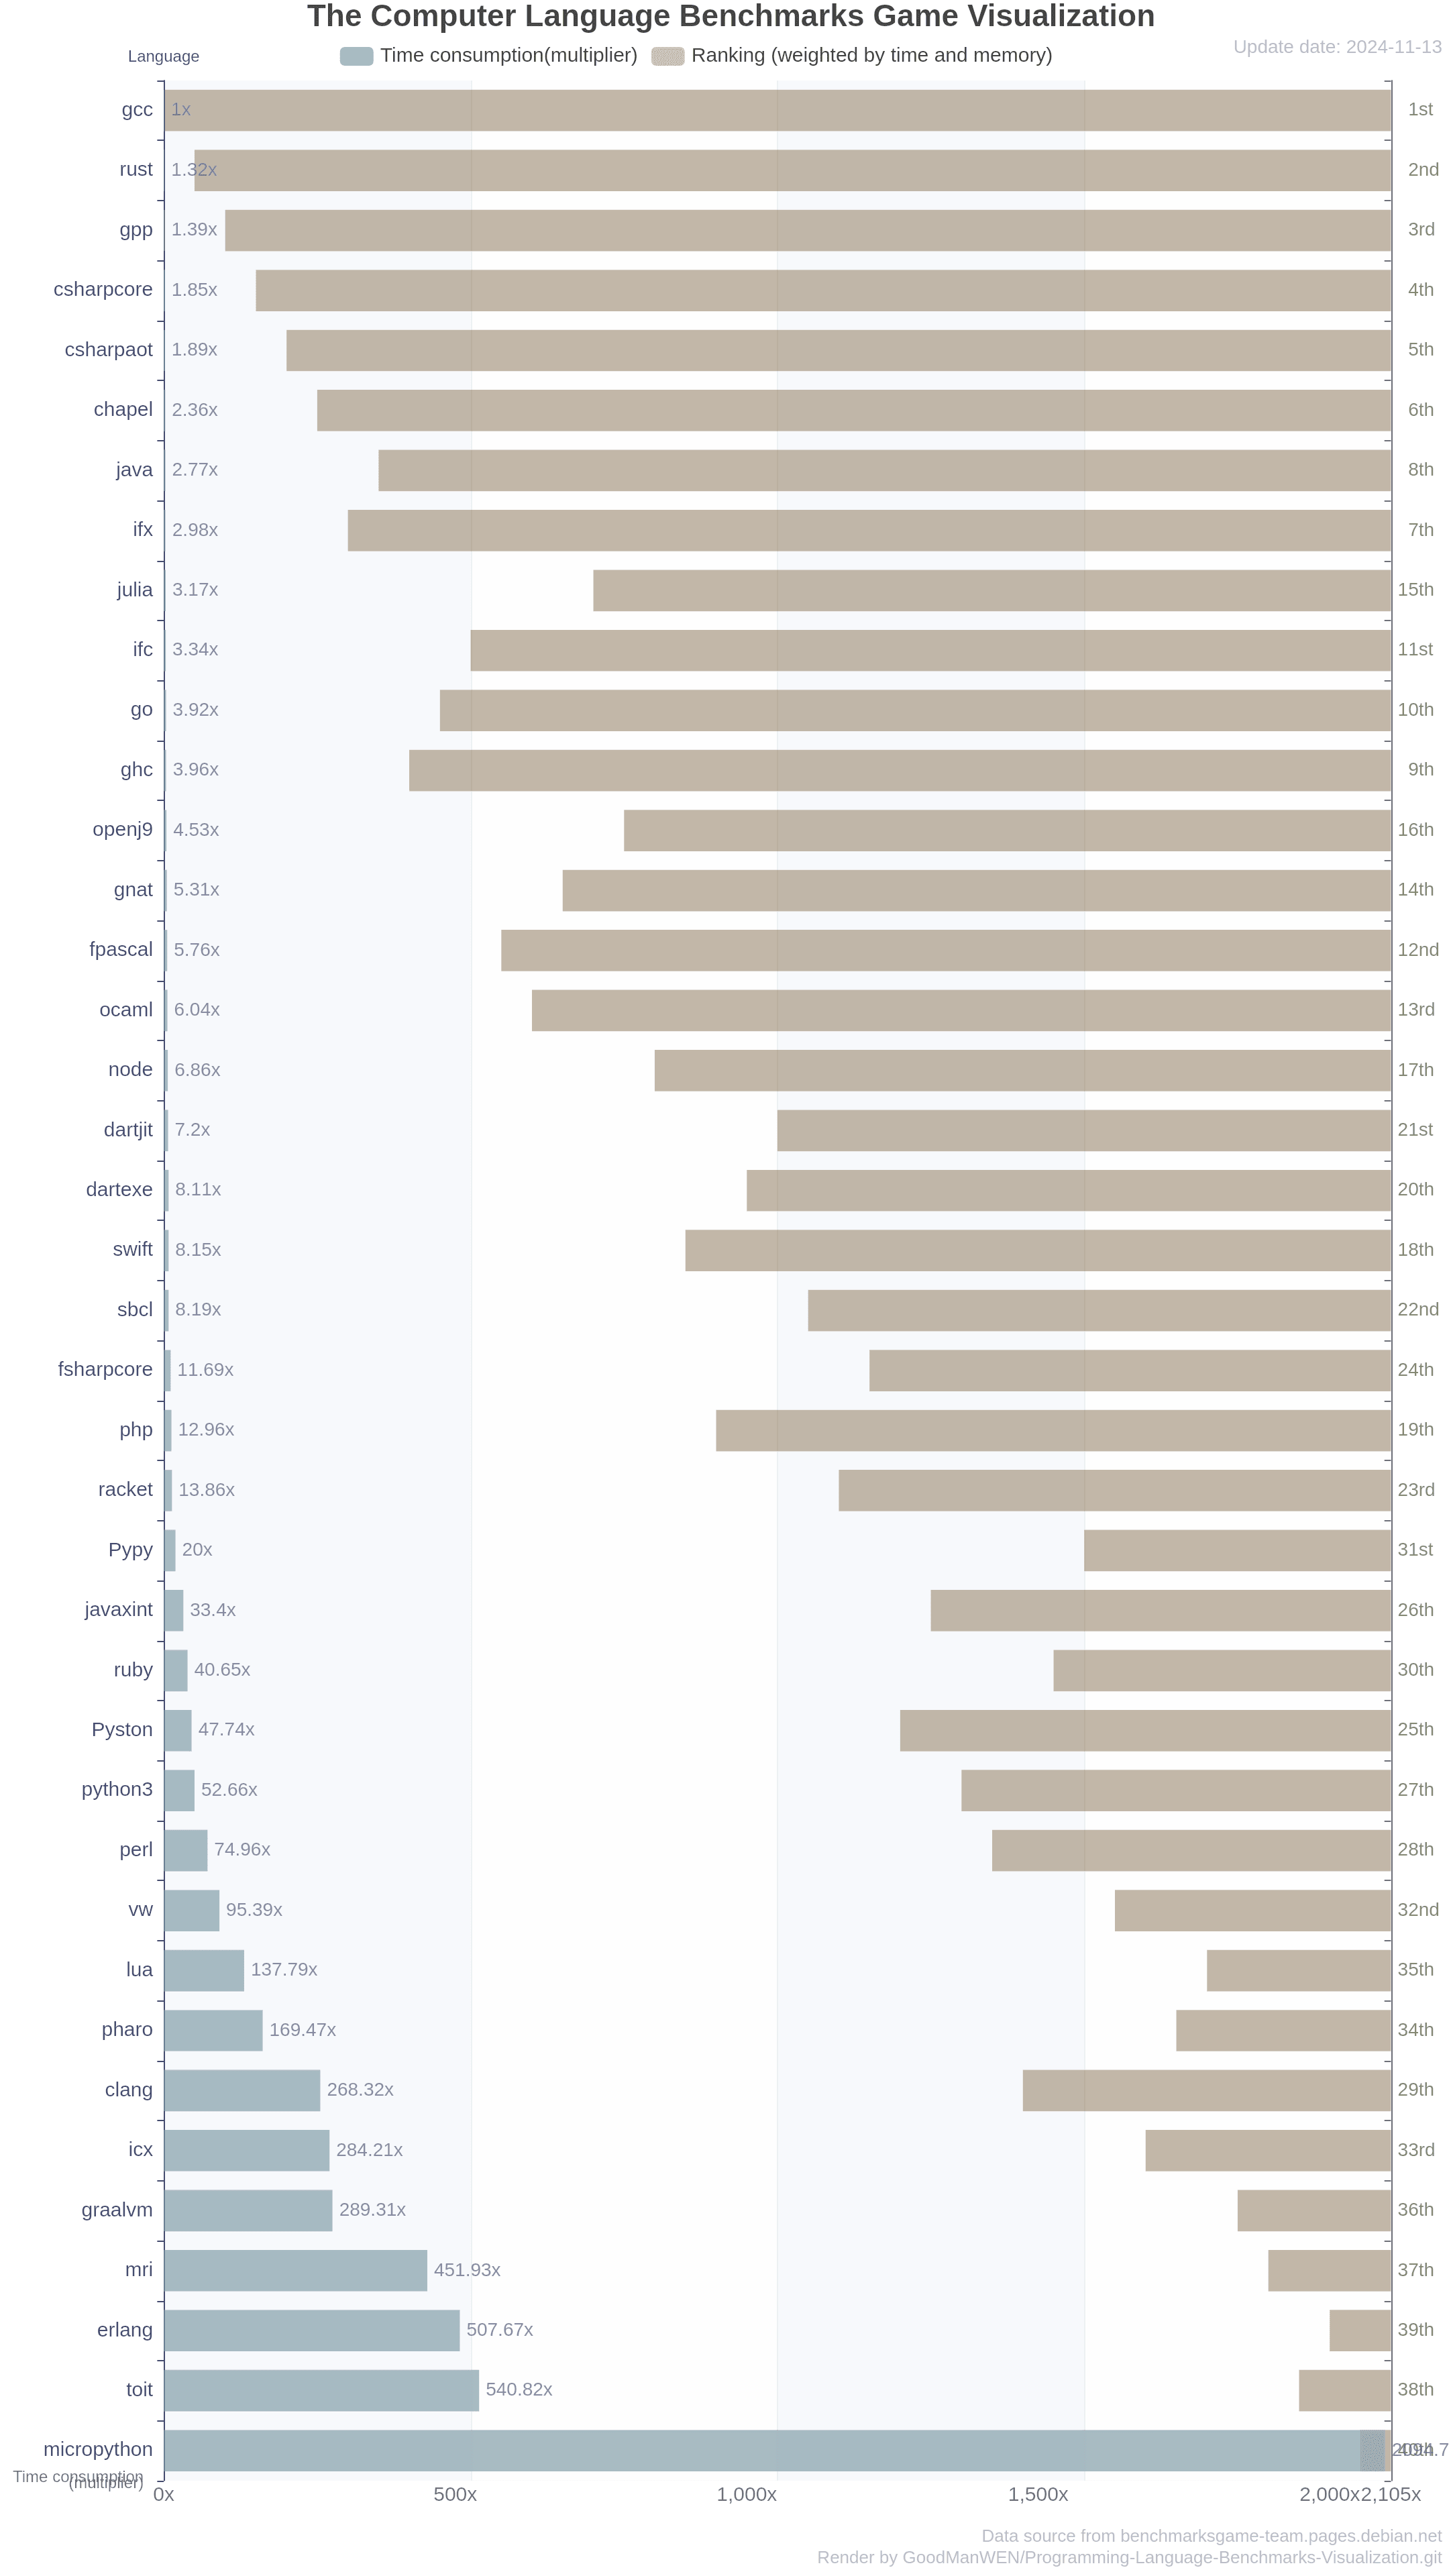 The Computer Language Benchmarks Game Visualization
Language
Time consumption(multiplier)
Ranking (weighted by time and memory)
Update date: 2024-11-13
gcc 1x 1st
rust 1.32x 2nd
gpp 1.39x 3rd
csharpcore 1.85x 4th
csharpaot 1.89x 5th
chapel 2.36x 6th
java 2.77x 8th
ifx 2.98x 7th
julia 3.17x 15th
ifc 3.34x 11st
go 3.92x 10th
ghc 3.96x 9th
openj9 4.53x 16th
gnat 5.31x 14th
fpascal 5.76x 12nd
ocaml 6.04x 13rd
node 6.86x 17th
dartjit 7.2x 21st
dartexe 8.11x 20th
swift 8.15x 18th
sbcl 8.19x 22nd
fsharpcore 11.69x 24th
php 12.96x 19th
racket 13.86x 23rd
Pypy 20x 31st
javaxint 33.4x 26th
ruby 40.65x 30th
Pyston 47.74x 25th
python3 52.66x 27th
perl 74.96x 28th
vw 95.39x 32nd
lua 137.79x 35th
pharo 169.47x 34th
clang 268.32x 29th
icx 284.21x 33rd
graalvm 289.31x 36th
mri 451.93x 37th
erlang 507.67x 39th
toit 540.82x 38th
micropython 40th
Time consumption
(multiplier)
0x 500x 1,000x 1,500x 2,000x 2,105x
Data source from benchmarksgame-team.pages.debian.net
Render by GoodManWEN/Programming-Language-Benchmarks-Visualization.git